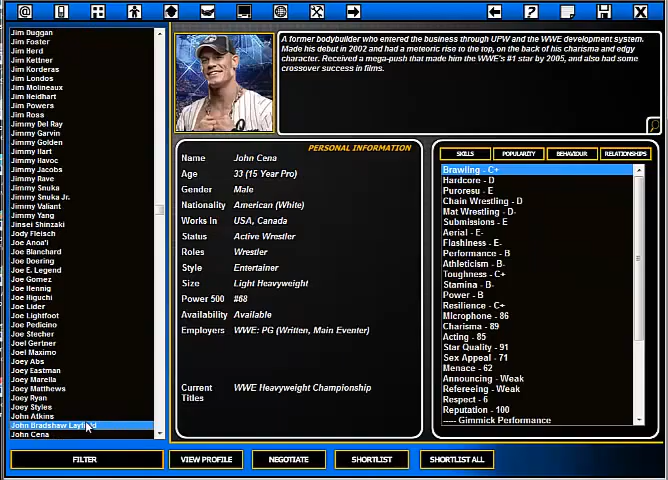 Jim Duggan
Jim Foster
Jim Herd
Jim Kettner
Jim Korderas
Jim Londos
Jim Molineaux
Jim Neidhart
Jim Powers
Jim Ross
Jimmy Del Ray
Jimmy Garvin
Jimmy Golden
Jimmy Hart
Jimmy Havoc
Jimmy Jacobs
Jimmy Rave
Jimmy Snuka
Jimmy Snuka Jr.
Jimmy Valiant
Jimmy Yang
Jinsei Shinzaki
Jody Fleisch
Joe Anoa'i
Joe Blanchard
Joe Doering
Joe E. Legend
Joe Gomez
Joe Hennig
Joe Higuchi
Joe Lider
Joe Lightfoot
Joe Pedicino
Joe Stecher
Joel Gertner
Joel Maximo
Joey Abs
Joey Eastman
Joey Marella
Joey Matthews
Joey Ryan
Joey Styles
John Atkins
John Bradshaw Layfield
John Cena
A former bodybuilder who entered the business through UPW and the WWE development system.
Made his debut in 2002 and had a meteoric rise to the top, on the back of his charisma and edgy
character. Received a mega-push that made him the WWE's #1 star by 2005, and also had some
crossover success in films.
PERSONAL INFORMATION
Name John Cena
Age 33 (15 Year Pro)
Gender Male
Nationality American (White)
Works In USA, Canada
Status Active Wrestler
Roles Wrestler
Style Entertainer
Size Light Heavyweight
Power 500 #68
Availability Available
Employers WWE: PG (Written, Main Eventer)
Current WWE Heavyweight Championship
Titles
SKILLS POPULARITY BEHAVIOUR RELATIONSHIPS
Brawling - C+
Hardcore - D
Puroresu - E
Chain Wrestling - D
Mat Wrestling - D-
Submissions - E
Aerial - E-
Flashiness - E-
Performance - B
Athleticism - B-
Toughness - C+
Stamina - B-
Power - B
Resilience - C+
Microphone - 86
Charisma - 89
Acting - 85
Star Quality - 91
Sex Appeal - 71
Menace - 62
Announcing - Weak
Refereeing - Weak
Respect - 6
Reputation - 100
---- Gimmick Performance
FILTER VIEW PROFILE NEGOTIATE SHORTLIST SHORTLIST ALL